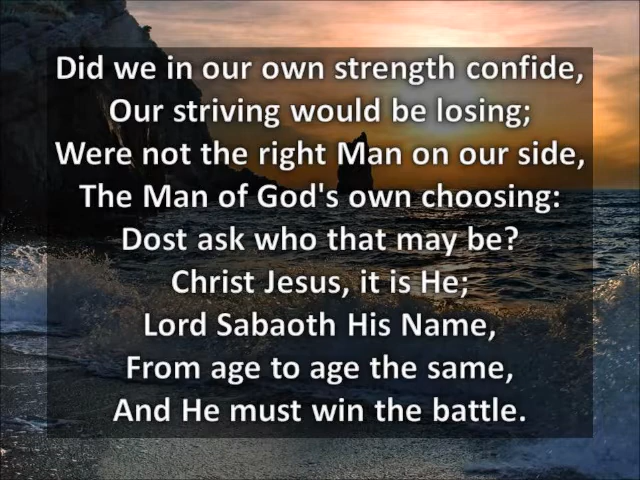 Did we in our own strength confide,
Our striving would be losing;
Were not the right Man on our side,
The Man of God's own choosing:
Dost ask who that may be?
Christ Jesus, it is He;
Lord Sabaoth His Name,
From age to age the same,
And He must win the battle.